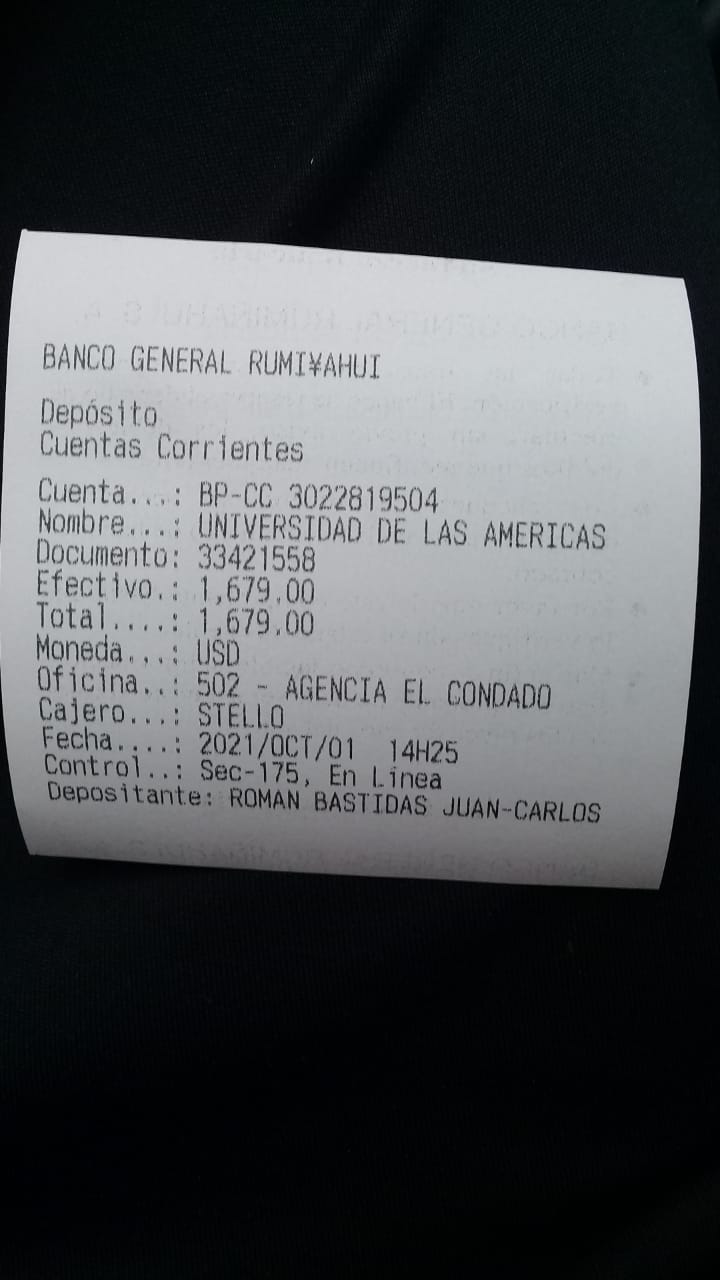 BANCO GENERAL RUMI¥AHUI
Depósito
Cuentas Corrientes
Cuenta...: BP-CC 3022819504
Nombre...: UNIVERSIDAD DE LAS AMERICAS
Documento: 33421558
Efectivo.: 1,679.00
Total....: 1,679.00
Moneda...: USD
Oficina..: 502 - AGENCIA EL CONDADO
Cajero...: STELLO
Fecha....: 2021/OCT/01 14H25
Control..: Sec-175, En Linea
Depositante: ROMAN BASTIDAS JUAN-CARLOS